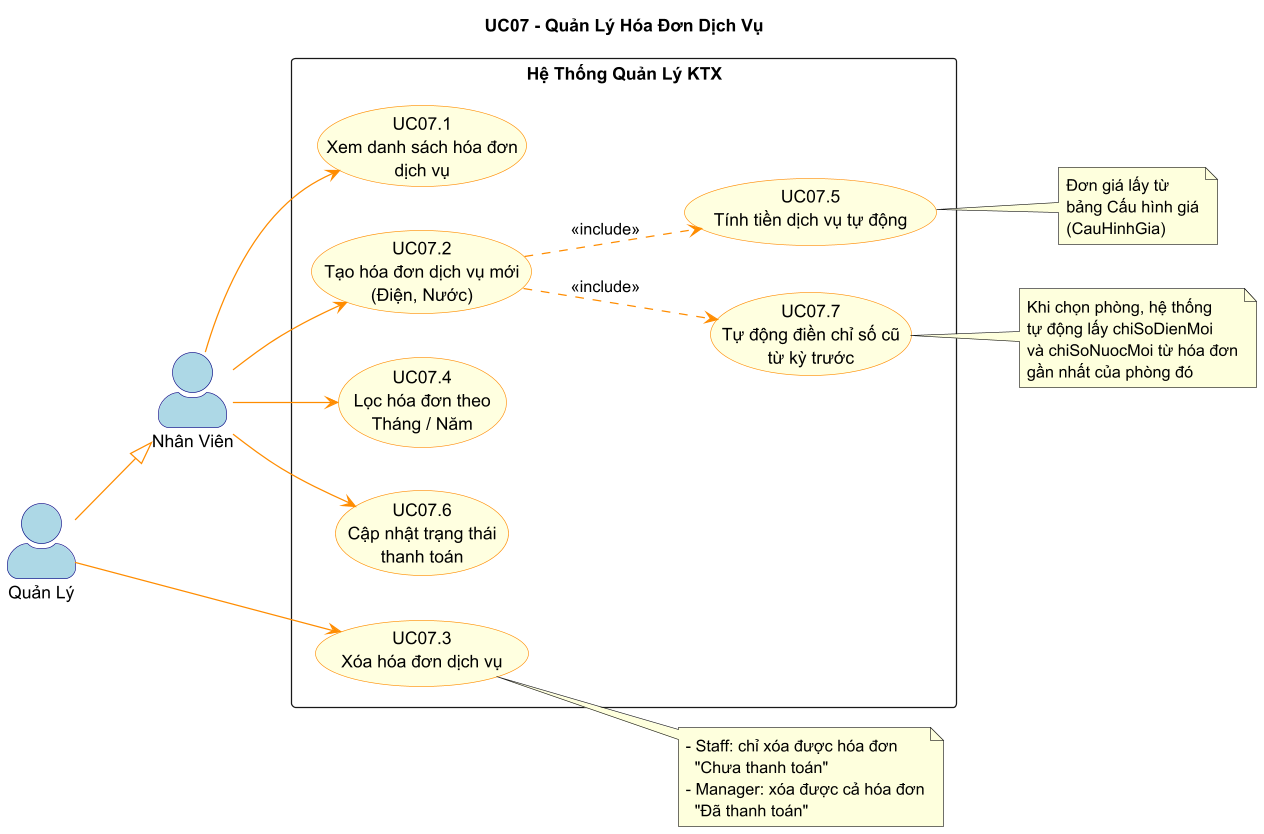 UC07 - Quản Lý Hóa Đơn Dịch Vụ
Hệ Thống Quản Lý KTX
UC07.1
Xem danh sách hóa đơn
dịch vụ
UC07.2
Tạo hóa đơn dịch vụ mới
(Điện, Nước)
«include»
«include»
UC07.5
Tính tiền dịch vụ tự động
Đơn giá lấy từ
bảng Cấu hình giá
(CauHinhGia)
UC07.7
Tự động điền chỉ số cũ
từ kỳ trước
Khi chọn phòng, hệ thống
tự động lấy chiSoDienMoi
và chiSoNuocMoi từ hóa đơn
gần nhất của phòng đó
UC07.4
Lọc hóa đơn theo
Tháng / Năm
Nhân Viên
UC07.6
Cập nhật trạng thái
thanh toán
Quản Lý
UC07.3
Xóa hóa đơn dịch vụ
- Staff: chỉ xóa được hóa đơn
"Chưa thanh toán"
- Manager: xóa được cả hóa đơn
"Đã thanh toán"